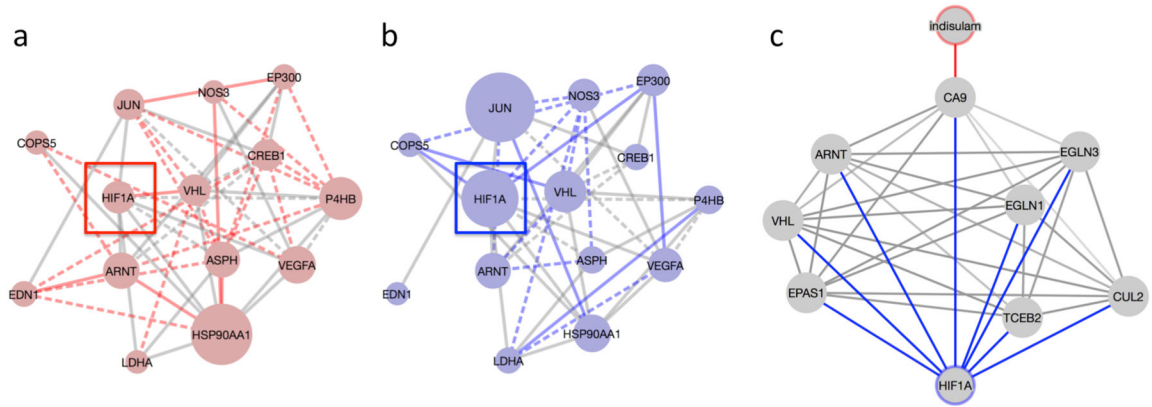 a
JUN
NOS3
EP300
COPS5
CREB1
HIF1A
VHL
P4HB
ARNT
ASPH
VEGFA
EDN1
HSP90AA1
LDHA
b
JUN
NOS3
EP300
COPS5
CREB1
HIF1A
VHL
P4HB
ARNT
ASPH
VEGFA
EDN1
HSP90AA1
LDHA
c
indisulam
CA9
ARNT
EGLN3
EGLN1
VHL
EPAS1
CUL2
TCEB2
HIF1A